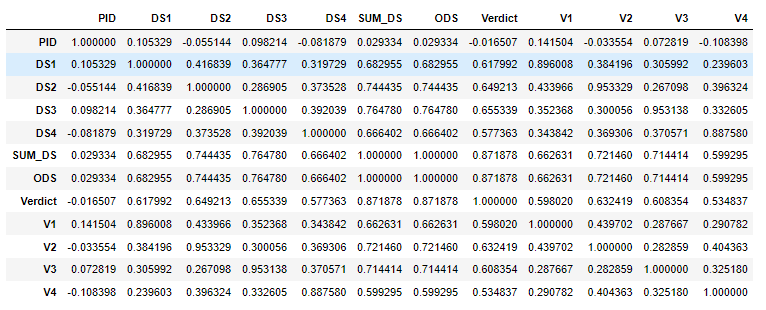 PID DS1 DS2 DS3 DS4 SUM_DS ODS Verdict V1 V2 V3 V4
PID 1.000000 0.105329 -0.055144 0.098214 -0.081879 0.029334 0.029334 -0.016507 0.141504 -0.033554 0.072819 -0.108398
DS1 0.105329 1.000000 0.416839 0.364777 0.319729 0.682955 0.682955 0.617992 0.896008 0.384196 0.305992 0.239603
DS2 -0.055144 0.416839 1.000000 0.286905 0.373528 0.744435 0.744435 0.649213 0.433966 0.953329 0.267098 0.396324
DS3 0.098214 0.364777 0.286905 1.000000 0.392039 0.764780 0.764780 0.655339 0.352368 0.300056 0.953138 0.332605
DS4 -0.081879 0.319729 0.373528 0.392039 1.000000 0.666402 0.666402 0.577363 0.343842 0.369306 0.370571 0.887580
SUM_DS 0.029334 0.682955 0.744435 0.764780 0.666402 1.000000 1.000000 0.871878 0.662631 0.721460 0.714414 0.599295
ODS 0.029334 0.682955 0.744435 0.764780 0.666402 1.000000 1.000000 0.871878 0.662631 0.721460 0.714414 0.599295
Verdict -0.016507 0.617992 0.649213 0.655339 0.577363 0.871878 0.871878 1.000000 0.598020 0.632419 0.608354 0.534837
V1 0.141504 0.896008 0.433966 0.352368 0.343842 0.662631 0.662631 0.598020 1.000000 0.439702 0.287667 0.290782
V2 -0.033554 0.384196 0.953329 0.300056 0.369306 0.721460 0.721460 0.632419 0.439702 1.000000 0.282859 0.404363
V3 0.072819 0.305992 0.267098 0.953138 0.370571 0.714414 0.714414 0.608354 0.287667 0.282859 1.000000 0.325180
V4 -0.108398 0.239603 0.396324 0.332605 0.887580 0.599295 0.599295 0.534837 0.290782 0.404363 0.325180 1.000000